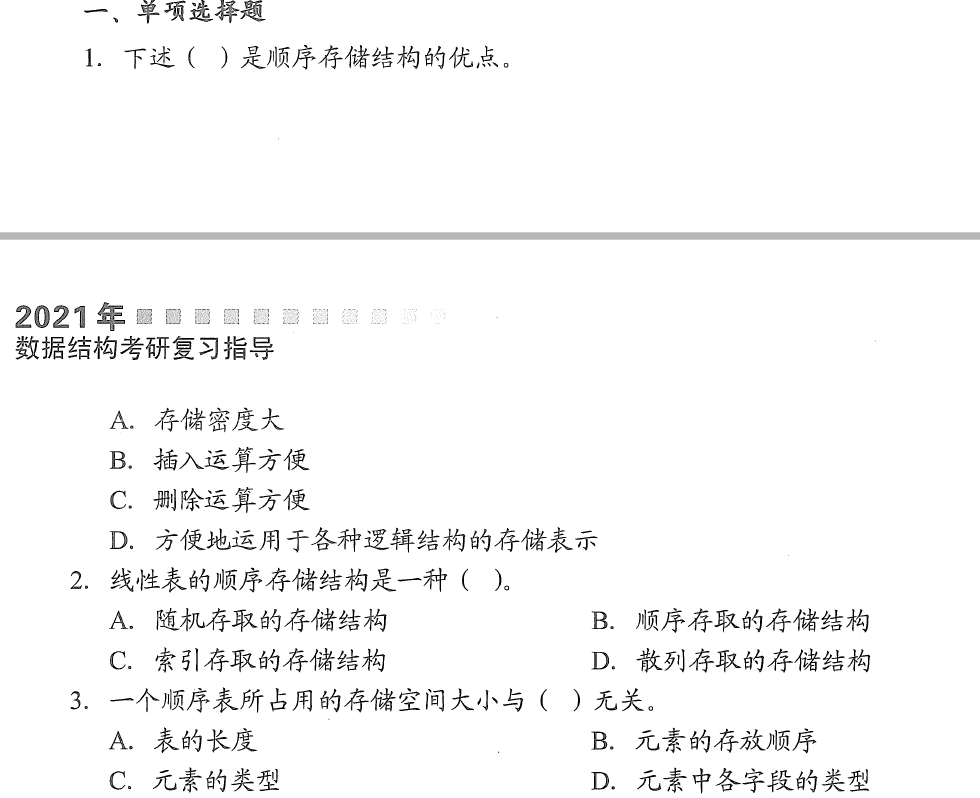 一、单项选择题
1. 下述（ ）是顺序存储结构的优点。
2021年
数据结构考研复习指导
A. 存储密度大
B. 插入运算方便
C. 删除运算方便
D. 方便地运用于各种逻辑结构的存储表示
2. 线性表的顺序存储结构是一种（ ）。
A. 随机存取的存储结构 B. 顺序存取的存储结构
C. 索引存取的存储结构 D. 散列存取的存储结构
3. 一个顺序表所占用的存储空间大小与（ ）无关。
A. 表的长度 B. 元素的存放顺序
C. 元素的类型 D. 元素中各字段的类型